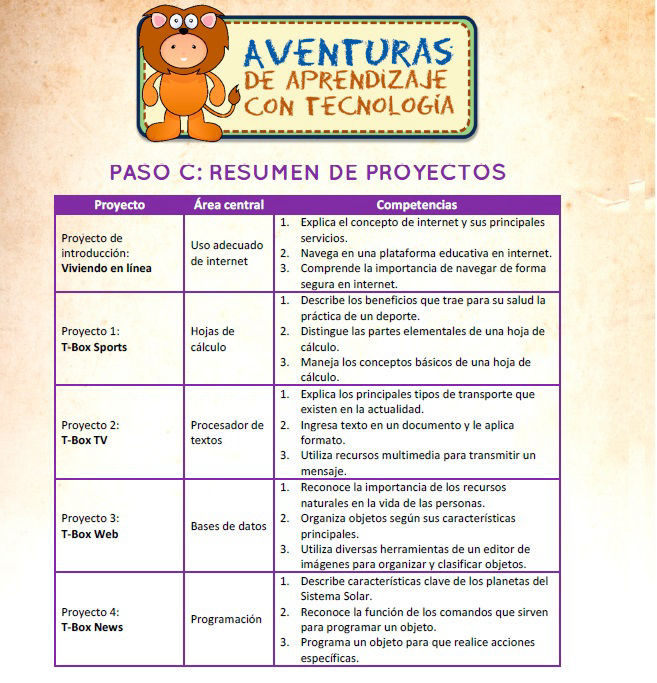 AVENTURAS
DE APRENDIZAJE
CON TECNOLOGÍA
PASO C: RESUMEN DE PROYECTOS
Proyecto Área central Competencias
Proyecto de
introducción:
Viviendo en línea
Uso adecuado
de internet
1. Explica el concepto de internet y sus principales
servicios.
2. Navega en una plataforma educativa en internet.
3. Comprende la importancia de navegar de forma
segura en internet.
Proyecto 1:
T-Box Sports
Hojas de
cálculo
1. Describe los beneficios que trae para su salud la
práctica de un deporte.
2. Distingue las partes elementales de una hoja de
cálculo.
3. Maneja los conceptos básicos de una hoja de
cálculo.
Proyecto 2:
T-Box TV
Procesador de
textos
1. Explica los principales tipos de transporte que
existen en la actualidad.
2. Ingresa texto en un documento y le aplica
formato.
3. Utiliza recursos multimedia para transmitir un
mensaje.
Proyecto 3:
T-Box Web
Bases de datos
1. Reconoce la importancia de los recursos
naturales en la vida de las personas.
2. Organiza objetos según sus características
principales.
3. Utiliza diversas herramientas de un editor de
imágenes para organizar y clasificar objetos.
Proyecto 4:
T-Box News
Programación
1. Describe características clave de los planetas del
Sistema Solar.
2. Reconoce la función de los comandos que sirven
para programar un objeto.
3. Programa un objeto para que realice acciones
específicas.